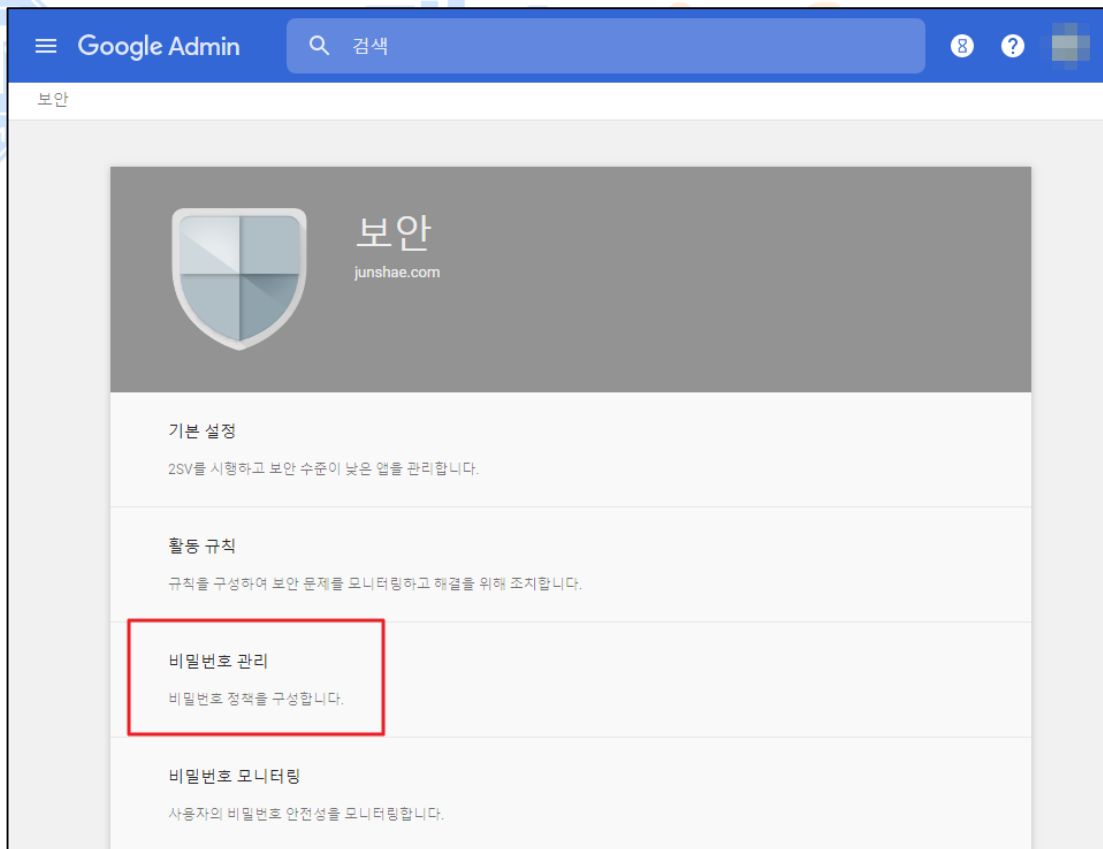 Google Admin
검색
보안
보안
junshae.com
기본 설정
2SV를 시행하고 보안 수준이 낮은 앱을 관리합니다.
활동 규칙
규칙을 구성하여 보안 문제를 모니터링하고 해결을 위해 조치합니다.
비밀번호 관리
비밀번호 정책을 구성합니다.
비밀번호 모니터링
사용자의 비밀번호 안전성을 모니터링합니다.